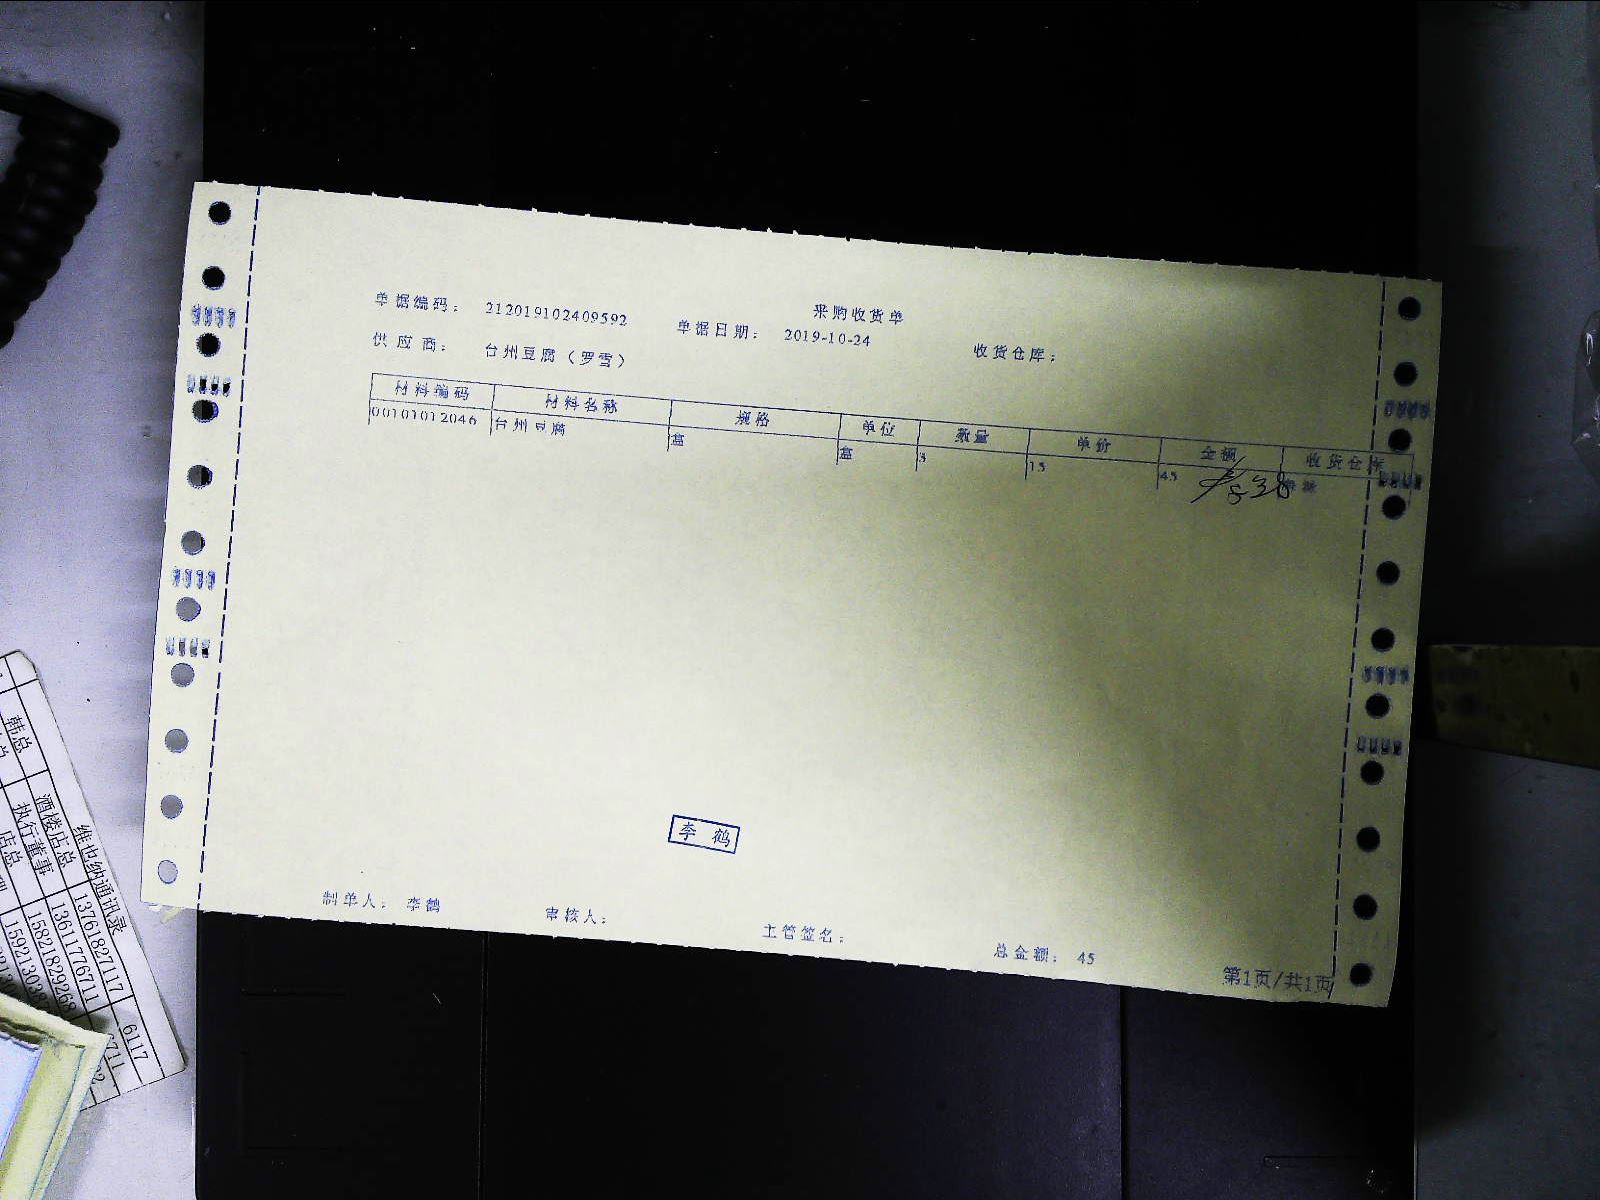 采购收货单
单据编码： 212019102409592 单据日期： 2019-10-24 收货仓库：
供应商： 台州豆腐（罗雪）
材料编码 材料名称 规格 单位 数量 单价 金额 收货仓库
00101012046 台州豆腐 盒 盒 3 15 45
李鹤
制单人： 李鹤 审核人： 主管签名： 总金额： 45
第1页/共1页
维也纳通讯录
韩总 酒楼店总 13761827117 6117
执行董事 13611776711
店总 15821829268